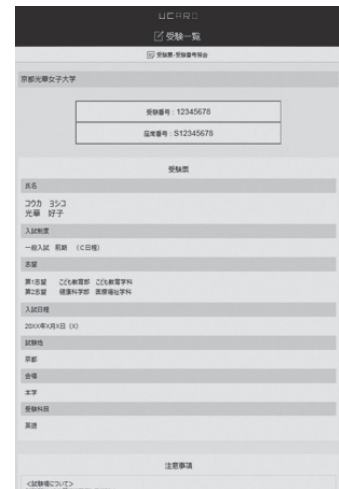 UCARO
受験一覧
受験票・受験番号照会
京都光華女子大学
受験番号：12345678
座席番号：S12345678
受験票
氏名
コウカ ヨシコ
光華 好子
入試制度
一般入試 前期 （C日程）
志望
第1志望 こども教育部 こども教育学科
第2志望 健康科学部 医療福祉学科
入試日程
20XX年X月X日（X）
試験地
京都
会場
本学
受験科目
英語
注意事項
＜試験場について＞